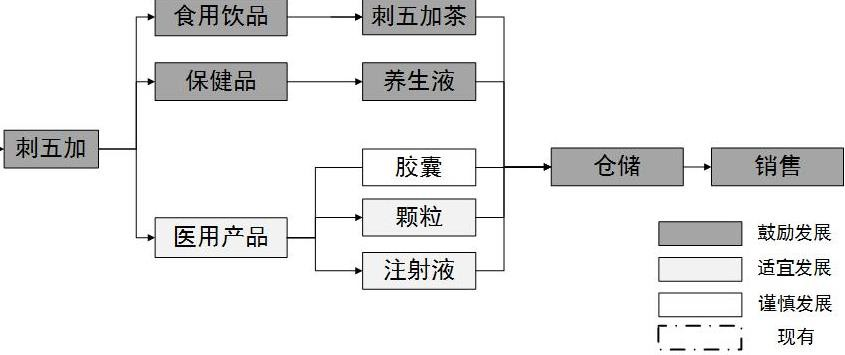 食用饮品
刺五加茶
保健品
养生液
刺五加
胶囊
仓储
销售
颗粒
医用产品
注射液
鼓励发展
适宜发展
谨慎发展
现有